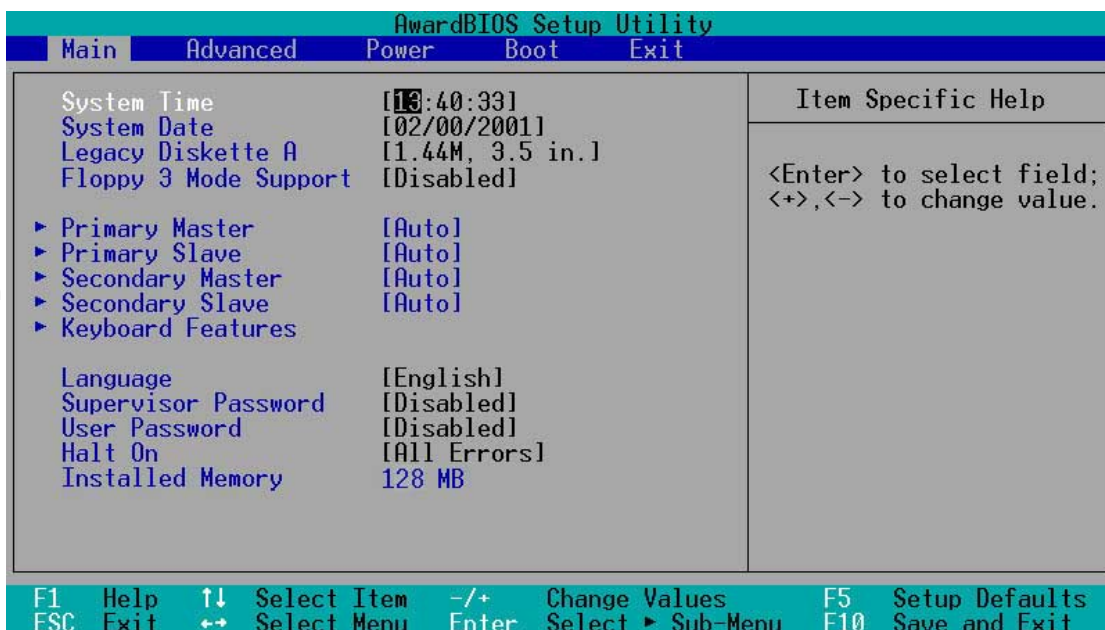 AwardBIOS Setup Utility
Main Advanced Power Boot Exit
System Time [13:40:33]
System Date [02/00/2001]
Legacy Diskette A [1.44M, 3.5 in.]
Floppy 3 Mode Support [Disabled]
▶ Primary Master [Auto]
▶ Primary Slave [Auto]
▶ Secondary Master [Auto]
▶ Secondary Slave [Auto]
▶ Keyboard Features
Language [English]
Supervisor Password [Disabled]
User Password [Disabled]
Halt On [All Errors]
Installed Memory 128 MB
Item Specific Help
<Enter> to select field;
<+>,<-> to change value.
F1 Help ↑↓ Select Item -/+ Change Values F5 Setup Defaults
ESC Exit ←→ Select Menu Enter Select ▶ Sub-Menu F10 Save and Exit